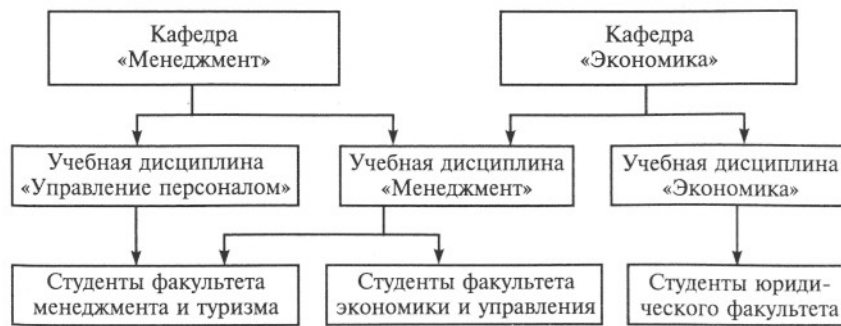 Кафедра
«Менеджмент»
Кафедра
«Экономика»
Учебная дисциплина
«Управление персоналом»
Учебная дисциплина
«Менеджмент»
Учебная дисциплина
«Экономика»
Студенты факультета
менеджмента и туризма
Студенты факультета
экономики и управления
Студенты юриди-
ческого факультета